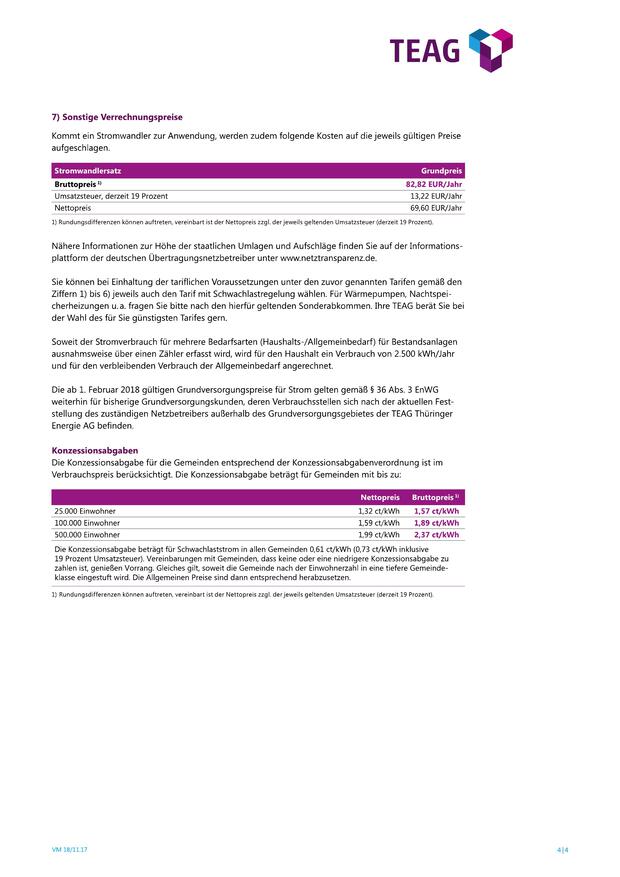 TEAG
7) Sonstige Verrechnungspreise
Kommt ein Stromwandler zur Anwendung, werden zudem folgende Kosten auf die jeweils gültigen Preise
aufgeschlagen.
Stromwandlersatz Grundpreis
Bruttopreis 1) 82,82 EUR/Jahr
Umsatzsteuer, derzeit 19 Prozent 13,22 EUR/Jahr
Nettopreis 69,60 EUR/Jahr
1) Rundungsdifferenzen können auftreten, vereinbart ist der Nettopreis zzgl. der jeweils geltenden Umsatzsteuer (derzeit 19 Prozent).
Nähere Informationen zur Höhe der staatlichen Umlagen und Aufschläge finden Sie auf der Informations-
plattform der deutschen Übertragungsnetzbetreiber unter www.netztransparenz.de.
Sie können bei Einhaltung der tariflichen Voraussetzungen unter den zuvor genannten Tarifen gemäß den
Ziffern 1) bis 6) jeweils auch den Tarif mit Schwachlastregelung wählen. Für Wärmepumpen, Nachtspei-
cherheizungen u. a. fragen Sie bitte nach den hierfür geltenden Sonderabkommen. Ihre TEAG berät Sie bei
der Wahl des für Sie günstigsten Tarifes gern.
Soweit der Stromverbrauch für mehrere Bedarfsarten (Haushalts-/Allgemeinbedarf) für Bestandsanlagen
ausnahmsweise über einen Zähler erfasst wird, wird für den Haushalt ein Verbrauch von 2.500 kWh/Jahr
und für den verbleibenden Verbrauch der Allgemeinbedarf angerechnet.
Die ab 1. Februar 2018 gültigen Grundversorgungspreise für Strom gelten gemäß § 36 Abs. 3 EnWG
weiterhin für bisherige Grundversorgungskunden, deren Verbrauchsstellen sich nach der aktuellen Fest-
stellung des zuständigen Netzbetreibers außerhalb des Grundversorgungsgebietes der TEAG Thüringer
Energie AG befinden.
Konzessionsabgaben
Die Konzessionsabgabe für die Gemeinden entsprechend der Konzessionsabgabenverordnung ist im
Verbrauchspreis berücksichtigt. Die Konzessionsabgabe beträgt für Gemeinden mit bis zu:
Nettopreis Bruttopreis 1)
25.000 Einwohner 1,32 ct/kWh 1,57 ct/kWh
100.000 Einwohner 1,59 ct/kWh 1,89 ct/kWh
500.000 Einwohner 1,99 ct/kWh 2,37 ct/kWh
Die Konzessionsabgabe beträgt für Schwachlaststrom in allen Gemeinden 0,61 ct/kWh (0,73 ct/kWh inklusive
19 Prozent Umsatzsteuer). Vereinbarungen mit Gemeinden, dass keine oder eine niedrigere Konzessionsabgabe zu
zahlen ist, genießen Vorrang. Gleiches gilt, soweit die Gemeinde nach der Einwohnerzahl in eine tiefere Gemeinde-
klasse eingestuft wird. Die Allgemeinen Preise sind dann entsprechend herabzusetzen.
1) Rundungsdifferenzen können auftreten, vereinbart ist der Nettopreis zzgl. der jeweils geltenden Umsatzsteuer (derzeit 19 Prozent).
VM 18/11.17 4|4